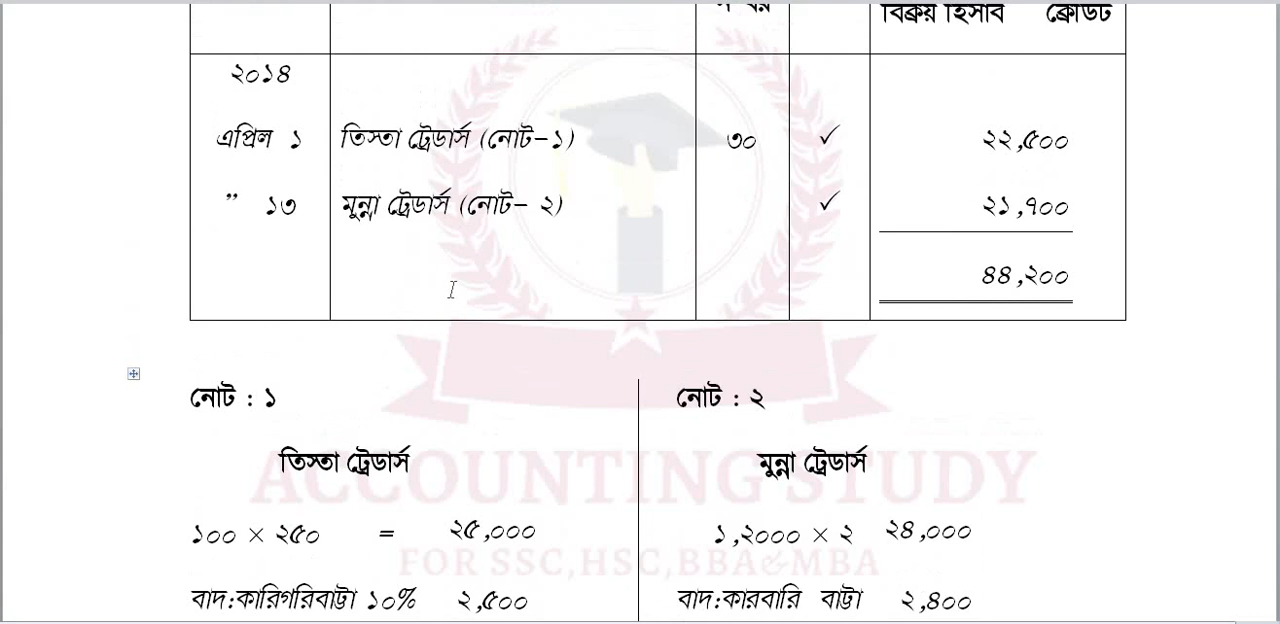 বিক্রয় হিসাব ক্রেডিট
২০১৪
এপ্রিল ১ তিস্তা ট্রেডার্স (নোট-১) ৩০ ✓ ২২,৫০০
” ১৩ মুন্না ট্রেডার্স (নোট- ২) ✓ ২১,৭০০
৪৪,২০০
নোট : ১
তিস্তা ট্রেডার্স
১০০ × ২৫০ = ২৫,০০০
বাদ:কারিগরিবাট্টা ১০% ২,৫০০
নোট : ২
মুন্না ট্রেডার্স
১,২০০০ × ২ ২৪,০০০
বাদ:কারবারি বাট্টা ২,৪০০
ACCOUNTING STUDY
FOR SSC,HSC,BBA&MBA